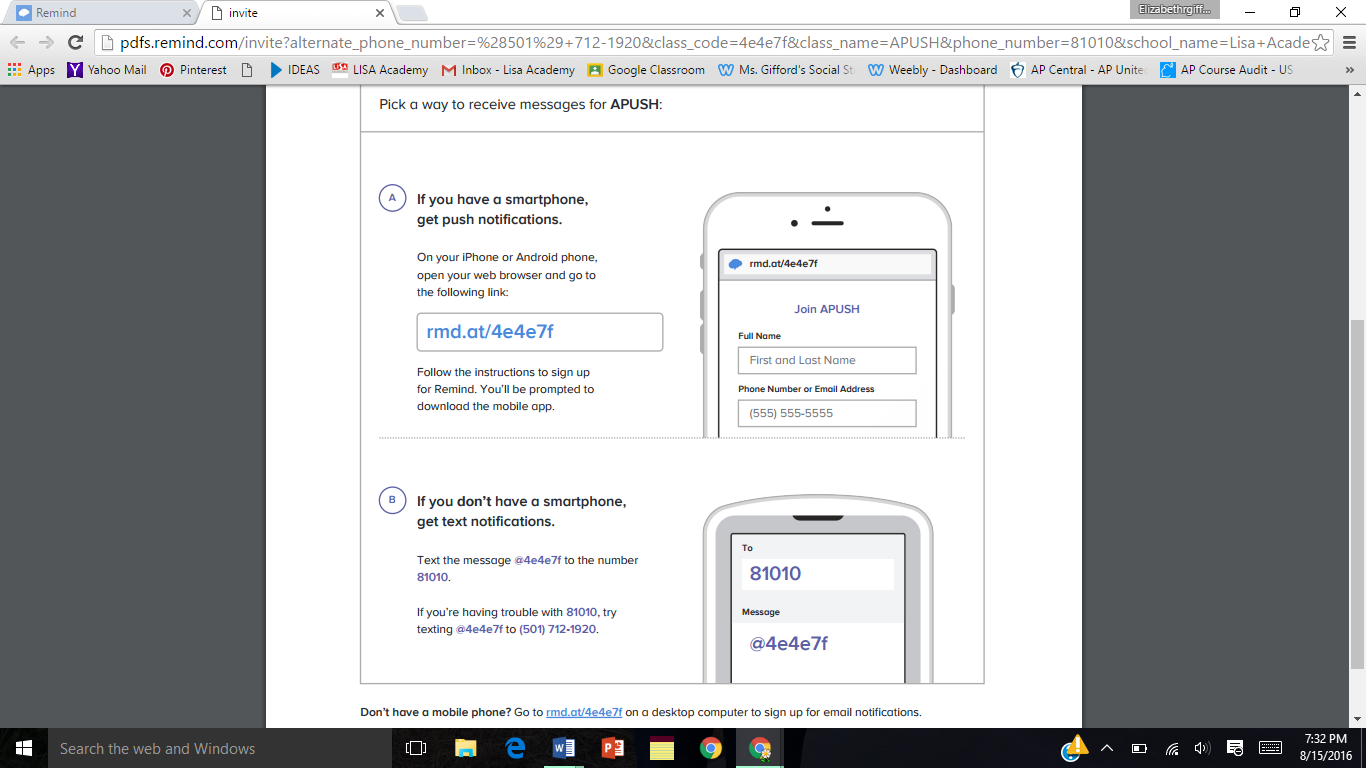 Remind
invite
Elizabethrgiff...
pdfs.remind.com/invite?alternate_phone_number=%28501%29+712-1920&class_code=4e4e7f&class_name=APUSH&phone_number=81010&school_name=Lisa+Acade
Apps Yahoo Mail Pinterest IDEAS LISA Academy Inbox - Lisa Academy Google Classroom Ms. Gifford's Social St Weebly - Dashboard AP Central - AP Unite AP Course Audit - US »
Pick a way to receive messages for APUSH:
A
If you have a smartphone,
get push notifications.
On your iPhone or Android phone,
open your web browser and go to
the following link:
rmd.at/4e4e7f
Follow the instructions to sign up
for Remind. You'll be prompted to
download the mobile app.
rmd.at/4e4e7f
Join APUSH
Full Name
First and Last Name
Phone Number or Email Address
(555) 555-5555
B
If you don't have a smartphone,
get text notifications.
Text the message @4e4e7f to the number
81010.
If you're having trouble with 81010, try
texting @4e4e7f to (501) 712-1920.
To
81010
Message
@4e4e7f
Don't have a mobile phone? Go to rmd.at/4e4e7f on a desktop computer to sign up for email notifications.
Search the web and Windows
7:32 PM
8/15/2016